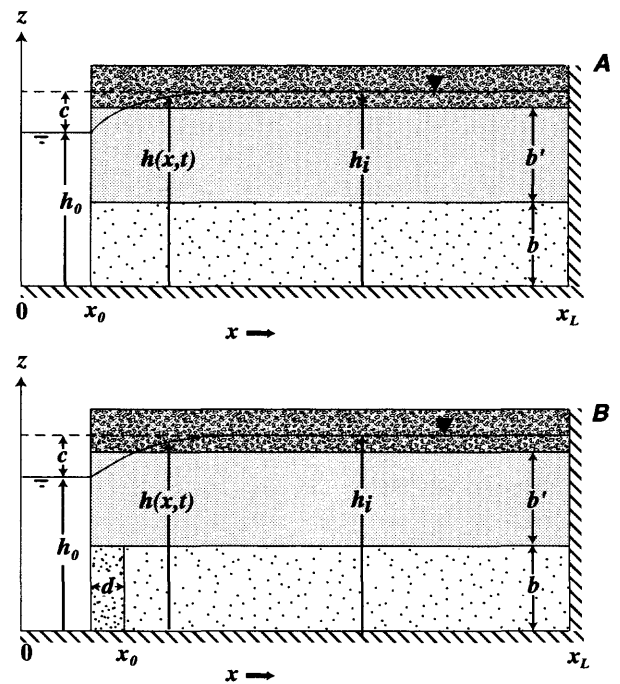 z
A
c
h(x,t)
h_i
b'
h_0
b
0
x_0
x_L
x
z
B
c
h(x,t)
h_i
b'
h_0
d
b
0
x_0
x_L
x